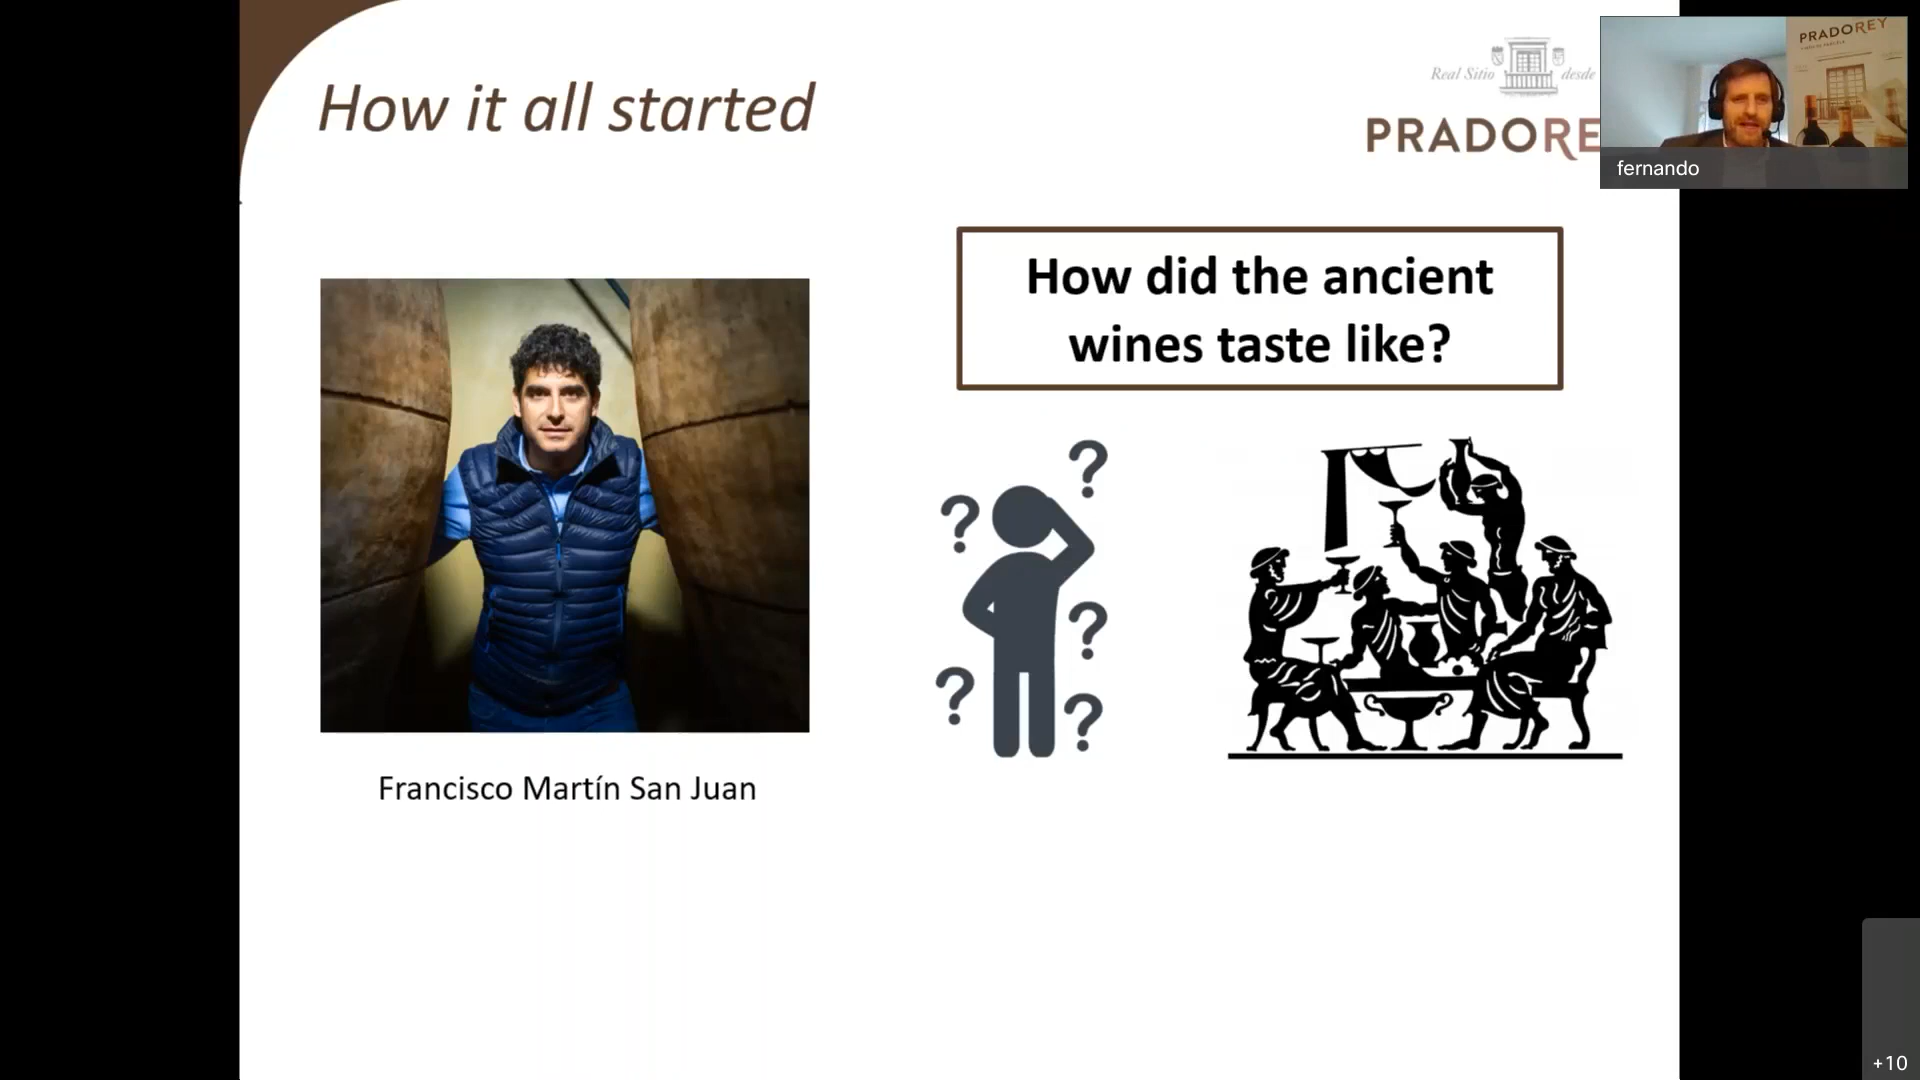 How it all started
Real Sitio desde
PRADORE
PRADOREY
fernando
How did the ancient
wines taste like?
?
?
?
?
?
Francisco Martín San Juan
+10